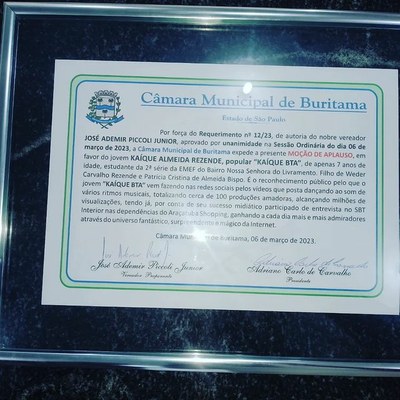 Câmara Municipal de Buritama
Estado de São Paulo
Por força do Requerimento nº 12/23, de autoria do nobre vereador
JOSÉ ADEMIR PICCOLI JUNIOR, aprovado por unanimidade na Sessão Ordinária do dia 06 de
março de 2023, a Câmara Municipal de Buritama expede a presente MOÇÃO DE APLAUSO, em
favor do jovem KAÍQUE ALMEIDA REZENDE, popular "KAÍQUE BTA", de apenas 7 anos de
idade, estudante da 2ª série da EMEF do Bairro Nossa Senhora do Livramento. Filho de Weder
Carvalho Rezende e Patricia Cristina de Almeida Bispo. É o reconhecimento público pelo que o
jovem "KAÍQUE BTA" vem fazendo nas redes sociais pelos vídeos que posta dançando ao som de
vários ritmos musicais, totalizando cerca de 100 produções amadoras, alcançando milhões de
visualizações, tendo já, por conta de seu sucesso midiático participado de entrevista no SBT
Interior nas dependências do Araçatuba Shopping, ganhando a cada dia mais e mais admiradores
através do universo fantástico, surpreendente e mágico da Internet.
Câmara Municipal de Buritama, 06 de março de 2023.
José Ademir Piccoli Junior
Vereador Proponente
Adriano Carlo de Carvalho
Presidente